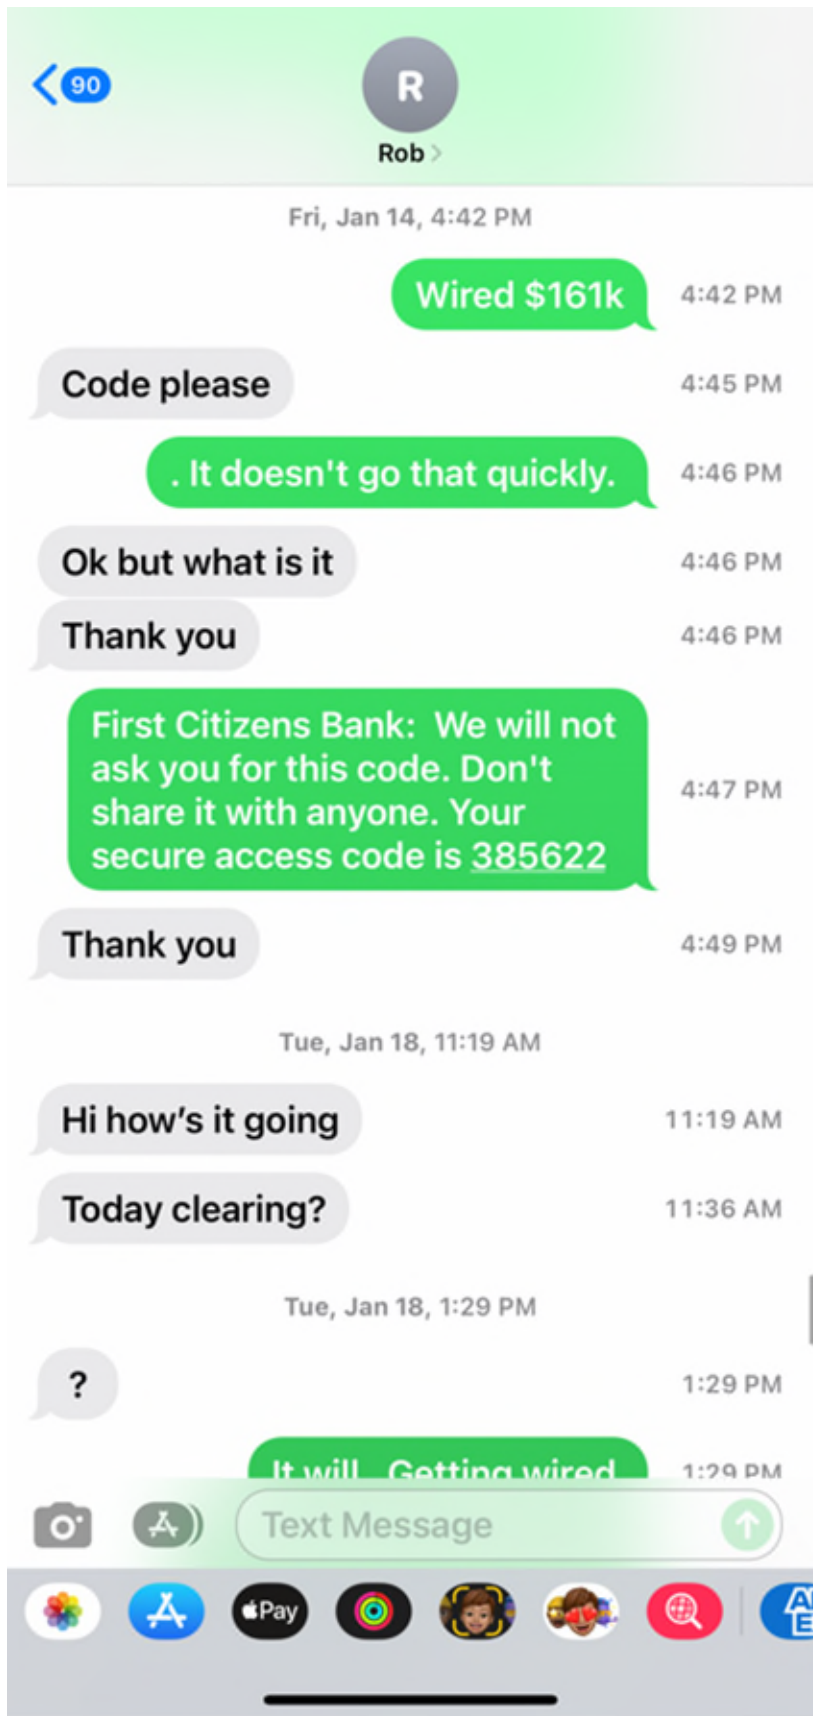 90
R
Rob
Fri, Jan 14, 4:42 PM
Wired $161k
4:42 PM
Code please
4:45 PM
. It doesn't go that quickly.
4:46 PM
Ok but what is it
4:46 PM
Thank you
4:46 PM
First Citizens Bank:  We will not
ask you for this code. Don't
share it with anyone. Your
secure access code is 385622
4:47 PM
Thank you
4:49 PM
Tue, Jan 18, 11:19 AM
Hi how's it going
11:19 AM
Today clearing?
11:36 AM
Tue, Jan 18, 1:29 PM
?
1:29 PM
It will   Getting wired
1:29 PM
Text Message
Pay